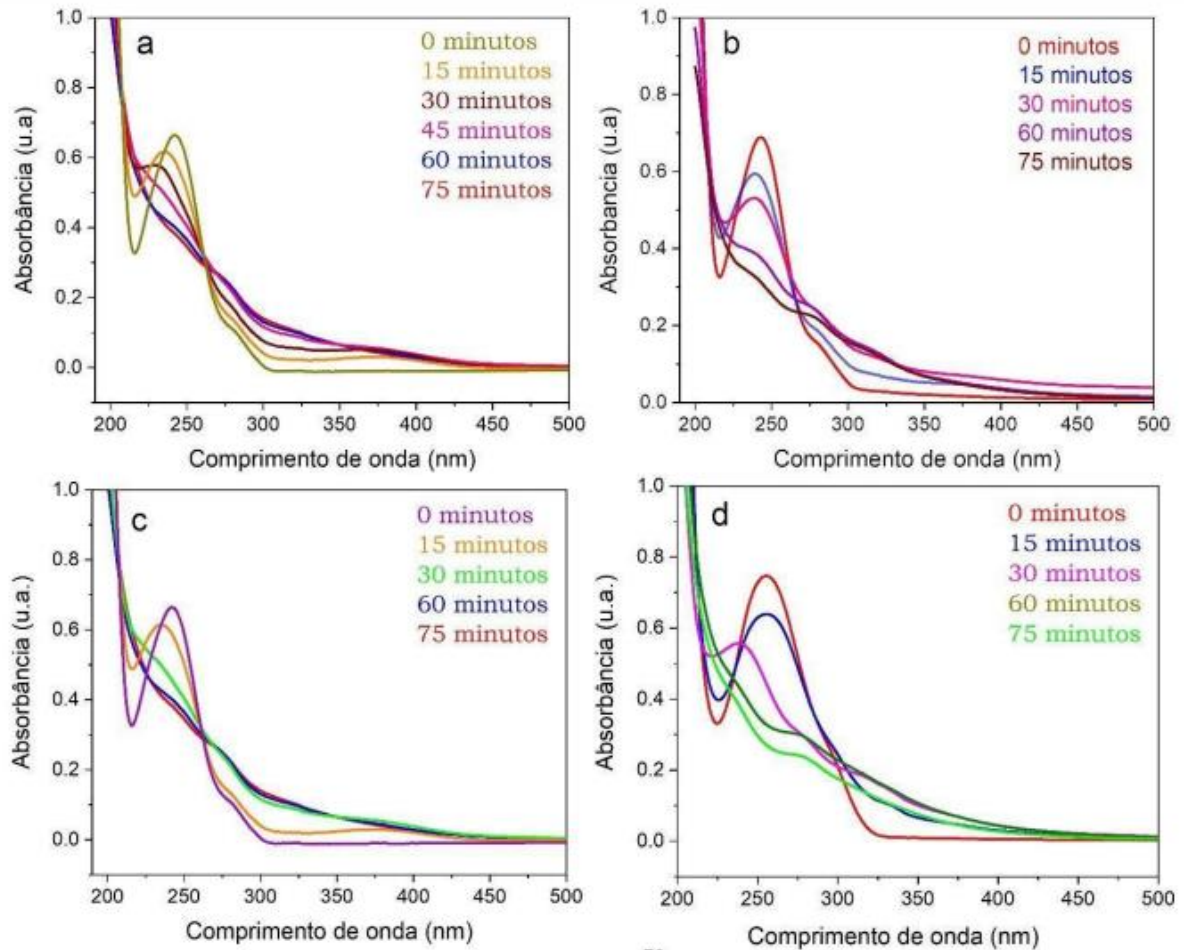 a
0 minutos
15 minutos
30 minutos
45 minutos
60 minutos
75 minutos
1.0
0.8
0.6
0.4
0.2
0.0
Absorbância (u.a)
200 250 300 350 400 450 500
Comprimento de onda (nm)
b
0 minutos
15 minutos
30 minutos
60 minutos
75 minutos
1.0
0.8
0.6
0.4
0.2
0.0
Absorbancia (u.a)
200 250 300 350 400 450 500
Comprimento de onda (nm)
c
0 minutos
15 minutos
30 minutos
60 minutos
75 minutos
1.0
0.8
0.6
0.4
0.2
0.0
Absorbância (u.a.)
200 250 300 350 400 450 500
Comprimento de onda (nm)
d
0 minutos
15 minutos
30 minutos
60 minutos
75 minutos
1.0
0.8
0.6
0.4
0.2
0.0
Absorbância (u.a.)
200 250 300 350 400 450 500
Comprimento de onda (nm)